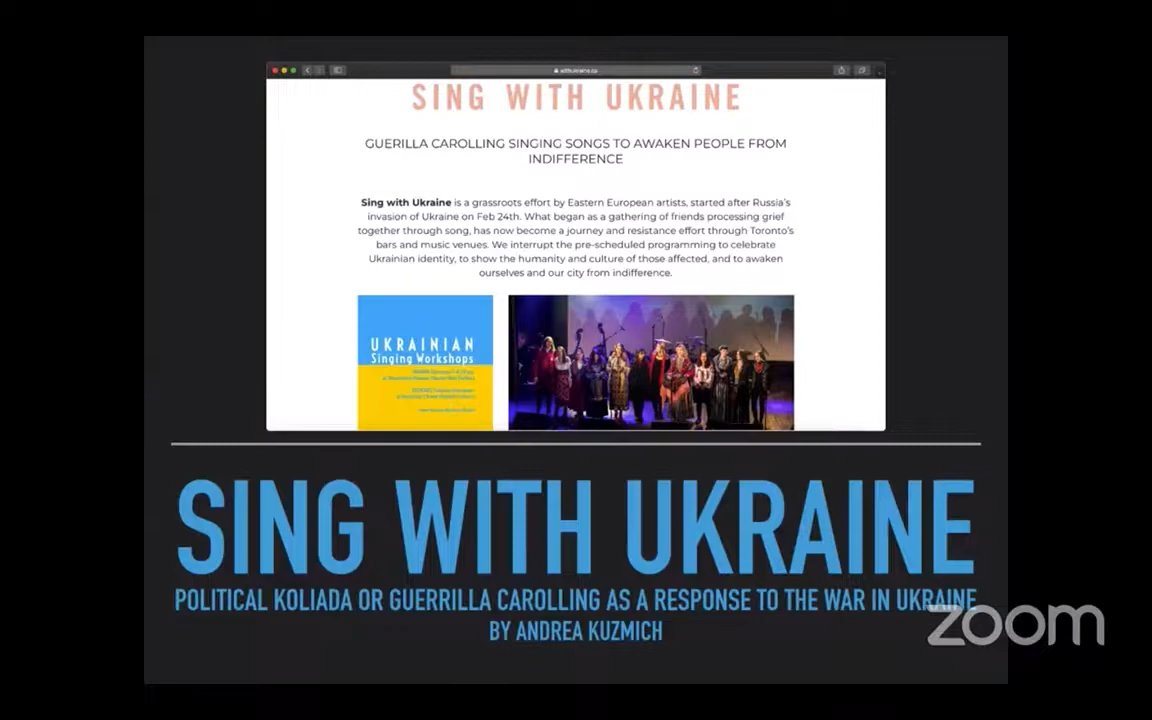 SING WITH UKRAINE
GUERILLA CAROLLING SINGING SONGS TO AWAKEN PEOPLE FROM
INDIFFERENCE
Sing with Ukraine is a grassroots effort by Eastern European artists, started after Russia's
invasion of Ukraine on Feb 24th. What began as a gathering of friends processing grief
together through song, has now become a journey and resistance effort through Toronto's
bars and music venues. We interrupt the pre-scheduled programming to celebrate
Ukrainian identity, to show the humanity and culture of those affected, and to awaken
ourselves and our city from indifference.
UKRAINIAN
Singing Workshops
SING WITH UKRAINE
POLITICAL KOLIADA OR GUERRILLA CAROLLING AS A RESPONSE TO THE WAR IN UKRAINE
BY ANDREA KUZMICH
zoom